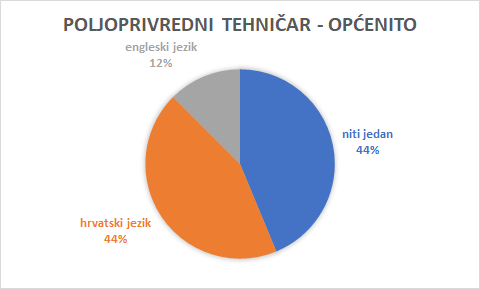 POLJOPRIVREDNI TEHNIČAR - OPĆENITO
engleski jezik
12%
niti jedan
44%
hrvatski jezik
44%